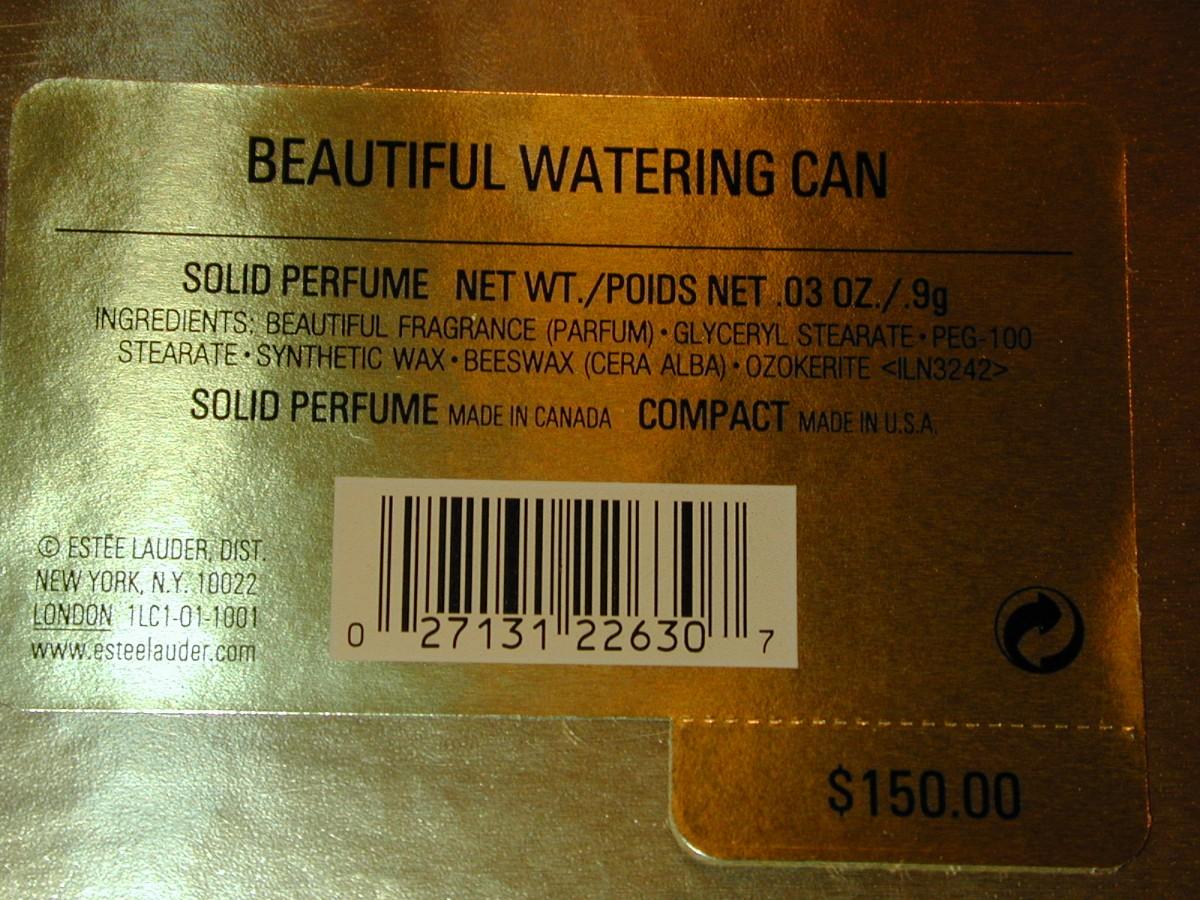 BEAUTIFUL WATERING CAN
SOLID PERFUME NET WT./POIDS NET .03 OZ./.9g
INGREDIENTS: BEAUTIFUL FRAGRANCE (PARFUM) • GLYCERYL STEARATE • PEG-100
STEARATE • SYNTHETIC WAX • BEESWAX (CERA ALBA) • OZOKERITE <ILN3242>
SOLID PERFUME MADE IN CANADA COMPACT MADE IN U.S.A.
© ESTĒE LAUDER, DIST.
NEW YORK, N.Y. 10022
LONDON 1LC1-01-1001
www.esteelauder.com
0 27131 22630 7
$150.00